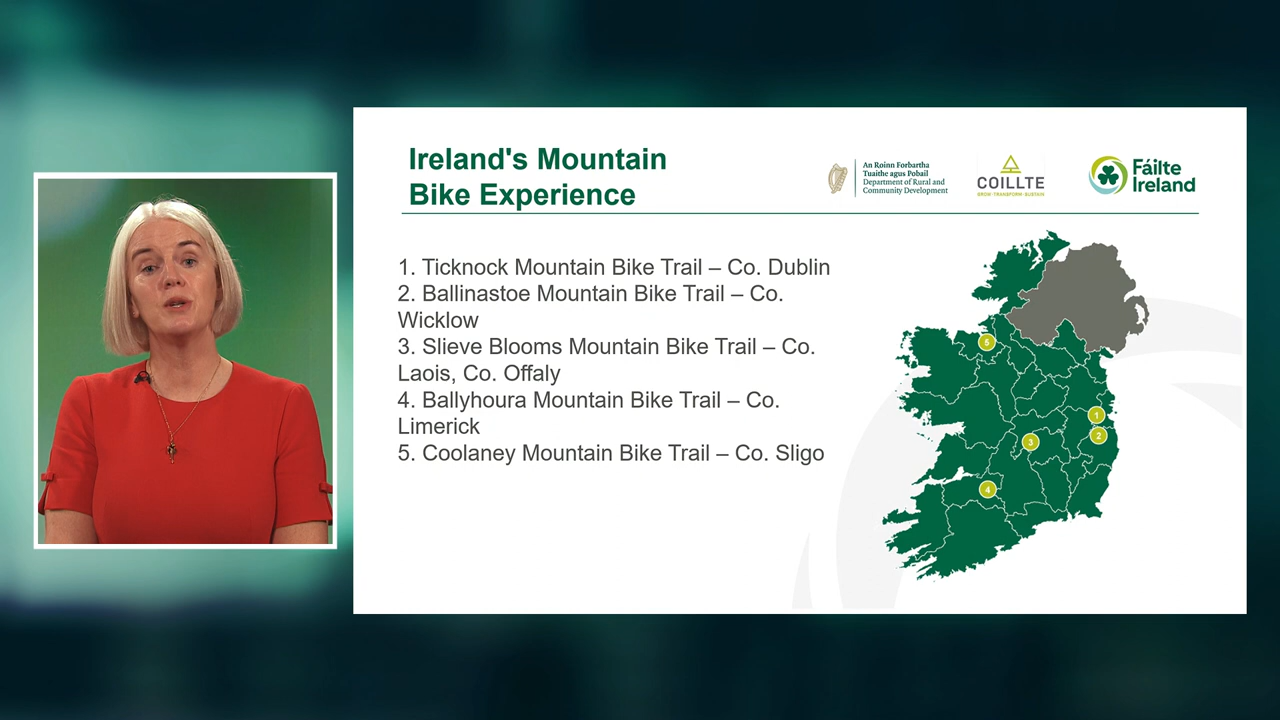 Ireland's Mountain
Bike Experience
An Roinn Forbartha
Tuaithe agus Pobail
Department of Rural and
Community Development
COILLTE
GROW · TRANSFORM · SUSTAIN
Fáilte
Ireland
1. Ticknock Mountain Bike Trail – Co. Dublin
2. Ballinastoe Mountain Bike Trail – Co.
Wicklow
3. Slieve Blooms Mountain Bike Trail – Co.
Laois, Co. Offaly
4. Ballyhoura Mountain Bike Trail – Co.
Limerick
5. Coolaney Mountain Bike Trail – Co. Sligo
5
1
2
3
4